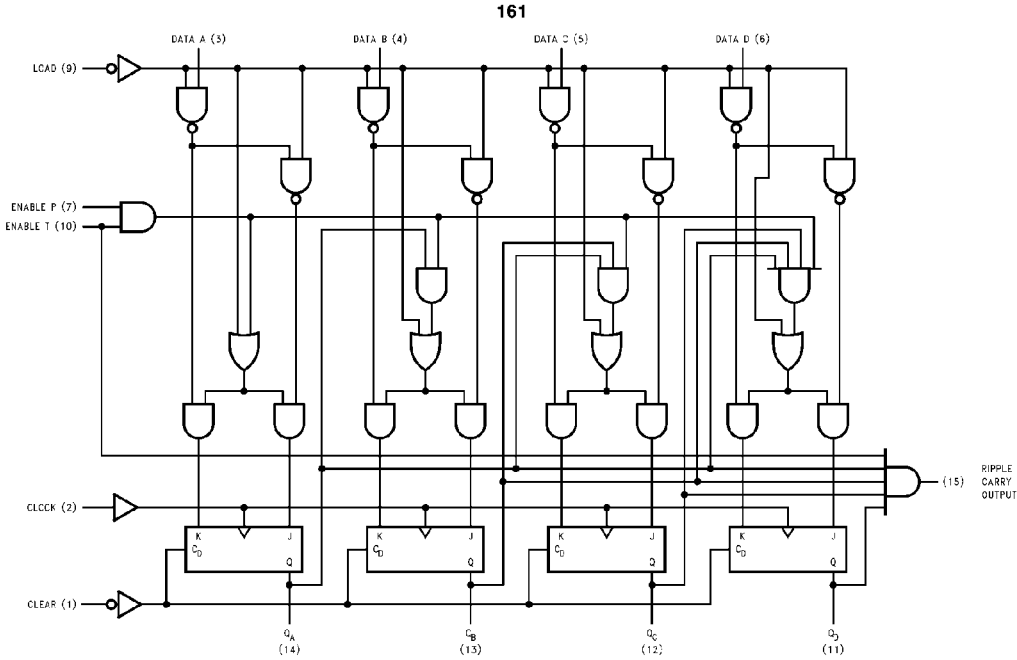 161
DATA A (3) DATA B (4) DATA C (5) DATA D (6)
LOAD (9)
ENABLE P (7)
ENABLE T (10)
(15) RIPPLE
CARRY
OUTPUT
CLOCK (2)
K J K J K J K J
CD CD CD CD
Q Q Q Q
CLEAR (1)
QA QB QC QD
(14) (13) (12) (11)